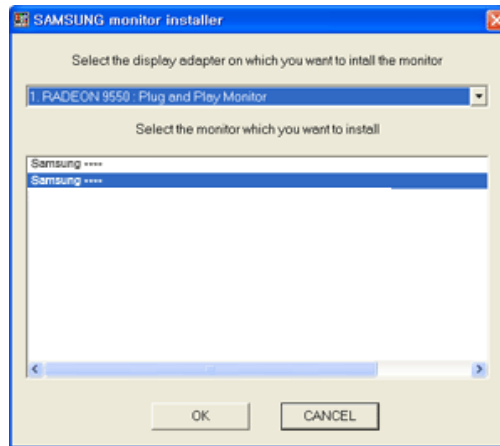 SAMSUNG monitor installer
Select the display adapter on which you want to intall the monitor
1. RADEON 9550 : Plug and Play Monitor
Select the monitor which you want to install
Samsung ----
Samsung ----
OK
CANCEL